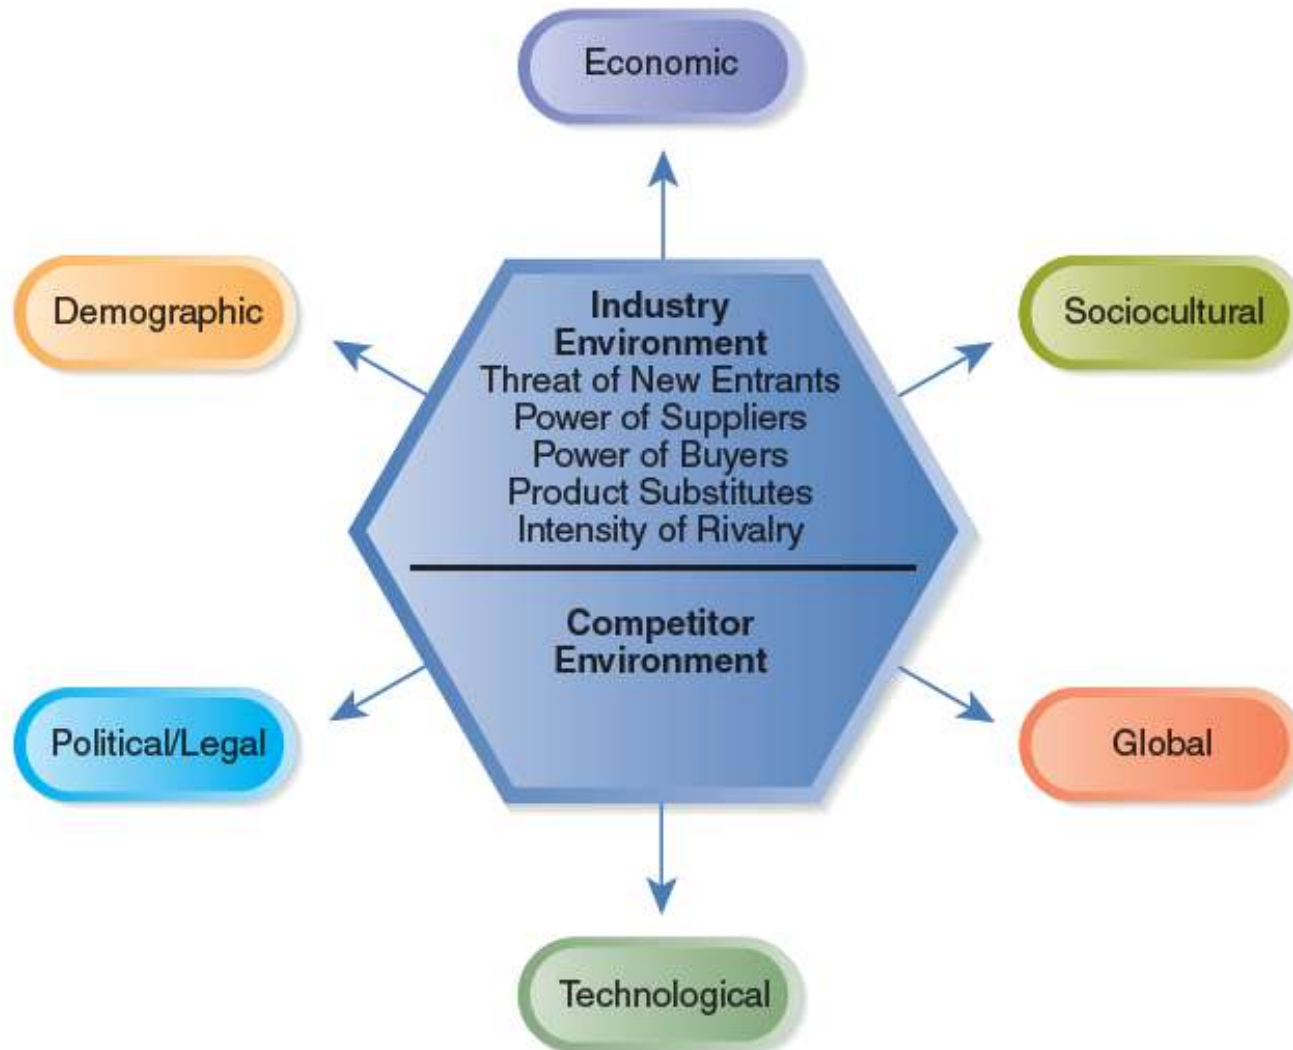 Economic
Demographic
Sociocultural
Industry
Environment
Threat of New Entrants
Power of Suppliers
Power of Buyers
Product Substitutes
Intensity of Rivalry
Competitor
Environment
Political/Legal
Global
Technological